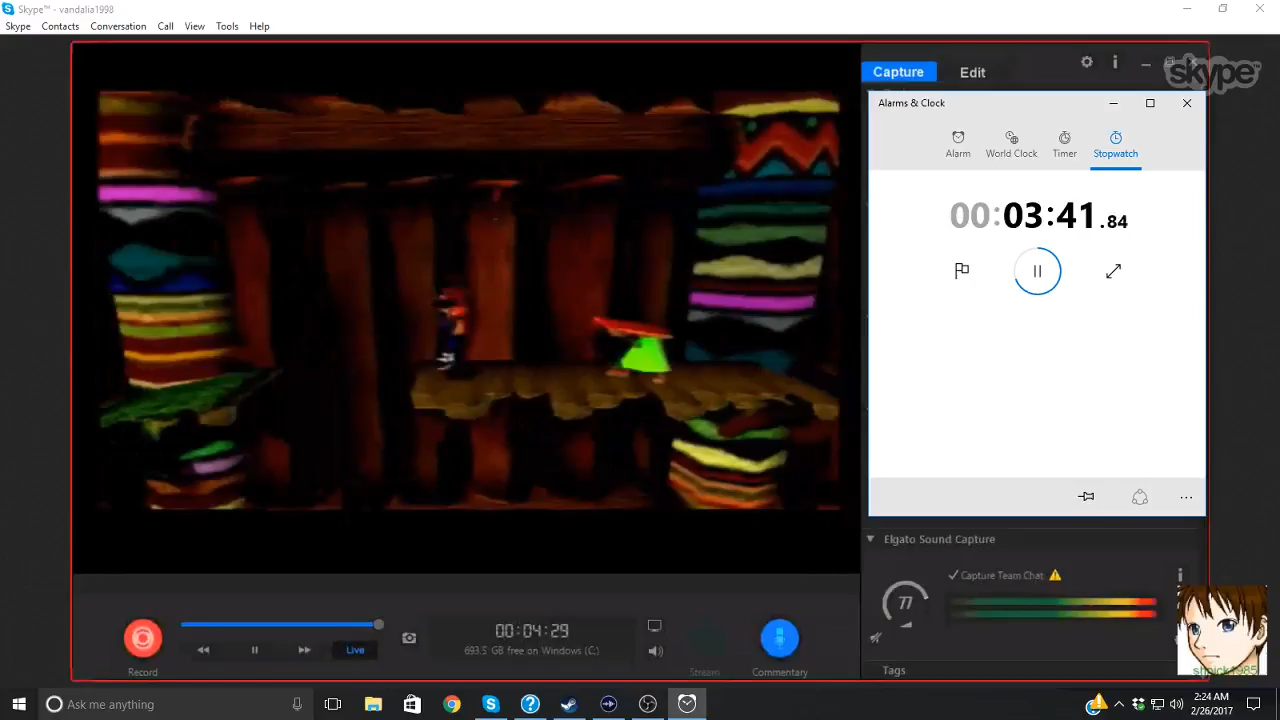 Skype™ - vandalia1998
Skype Contacts Conversation Call View Tools Help
Capture Edit
skype™
Alarms & Clock
Alarm World Clock Timer Stopwatch
00:03:41.84
Elgato Sound Capture
Capture Team Chat
77
00:04:29
693.5 GB free on Windows (C:)
Live
Record Stream Commentary
Tags
shpick1985
Ask me anything
2:24 AM
2/26/2017